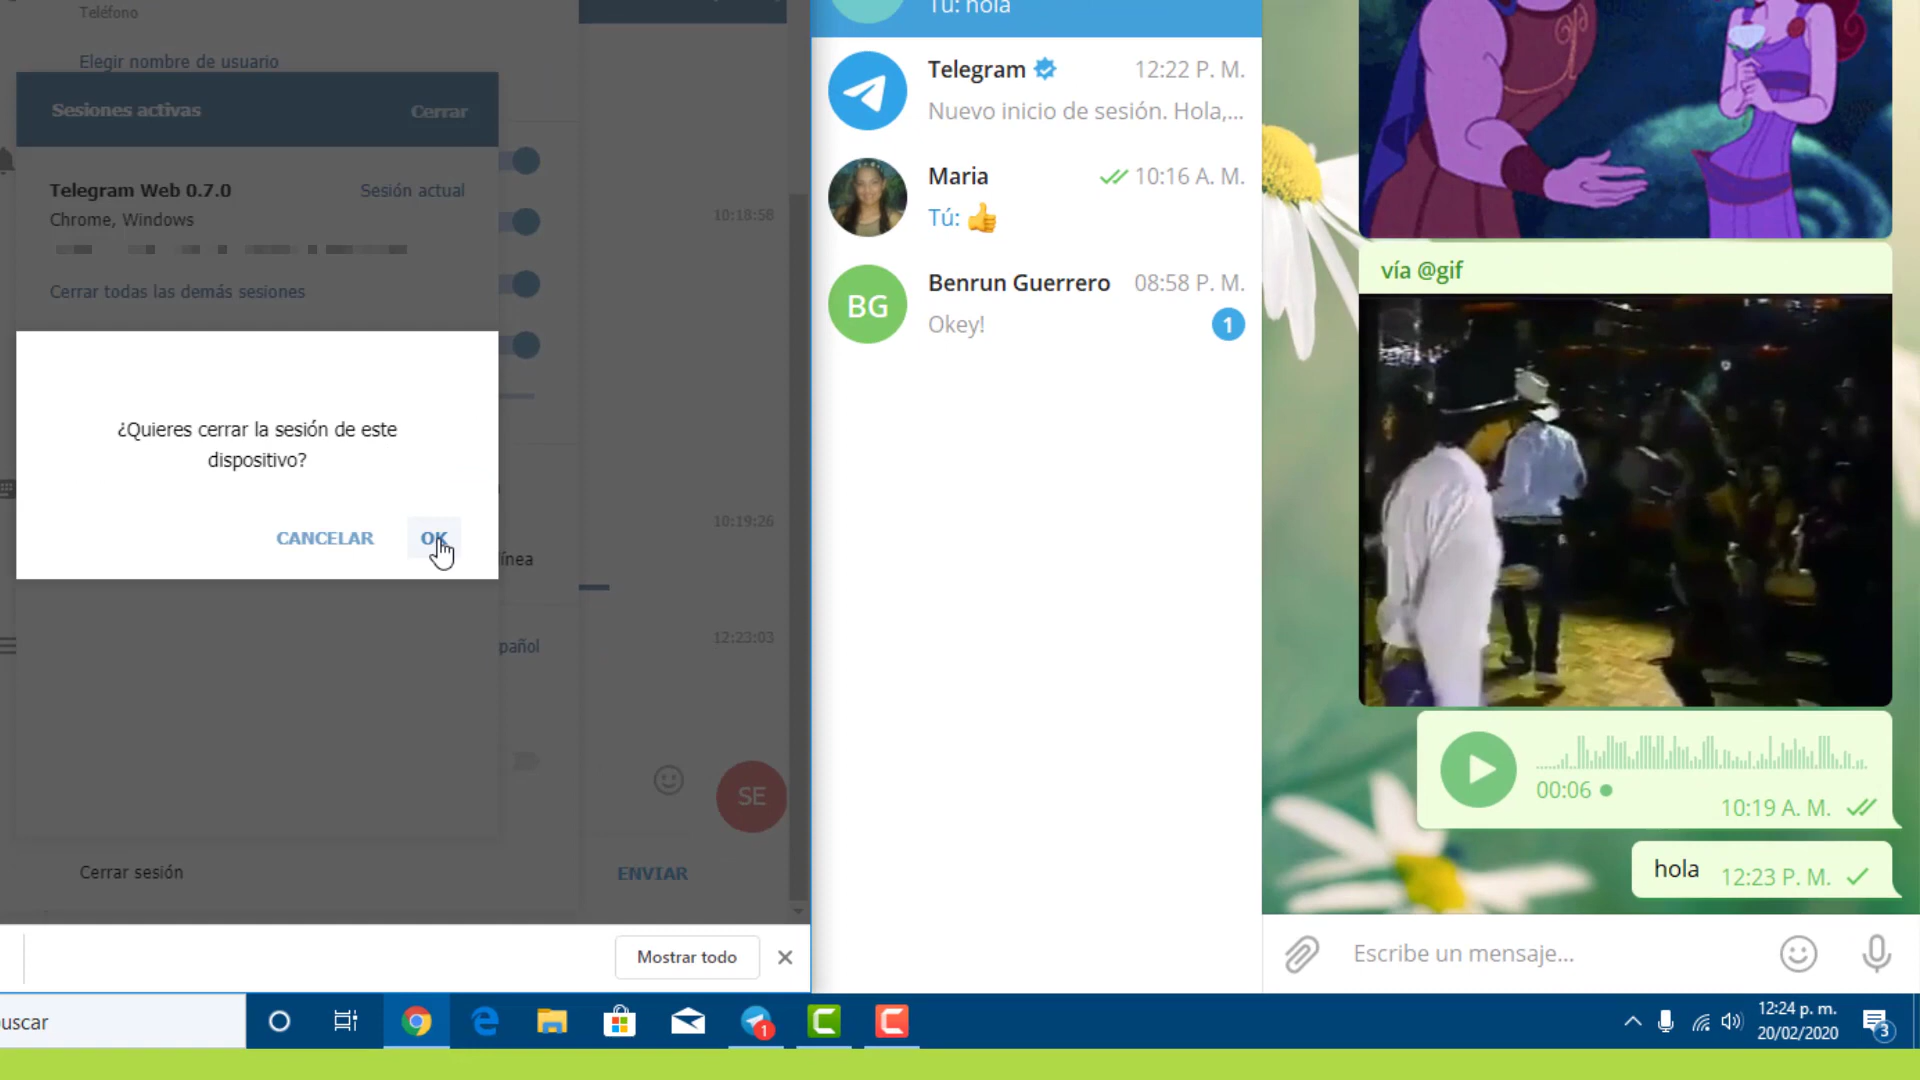 Teléfono
Elegir nombre de usuario
Sesiones activas
Cerrar
Telegram Web 0.7.0
Sesión actual
Chrome, Windows
Cerrar todas las demás sesiones
¿Quieres cerrar la sesión de este
dispositivo?
CANCELAR
OK
ínea
pañol
Cerrar sesión
10:18:58
10:19:26
12:23:03
SE
ENVIAR
Mostrar todo
Tú: hola
Telegram
12:22 P. M.
Nuevo inicio de sesión. Hola,...
Maria
10:16 A. M.
Tú: 👍
BG
Benrun Guerrero
08:58 P. M.
Okey!
1
vía @gif
00:06
10:19 A. M.
hola
12:23 P. M.
Escribe un mensaje...
uscar
1
12:24 p. m.
20/02/2020
3